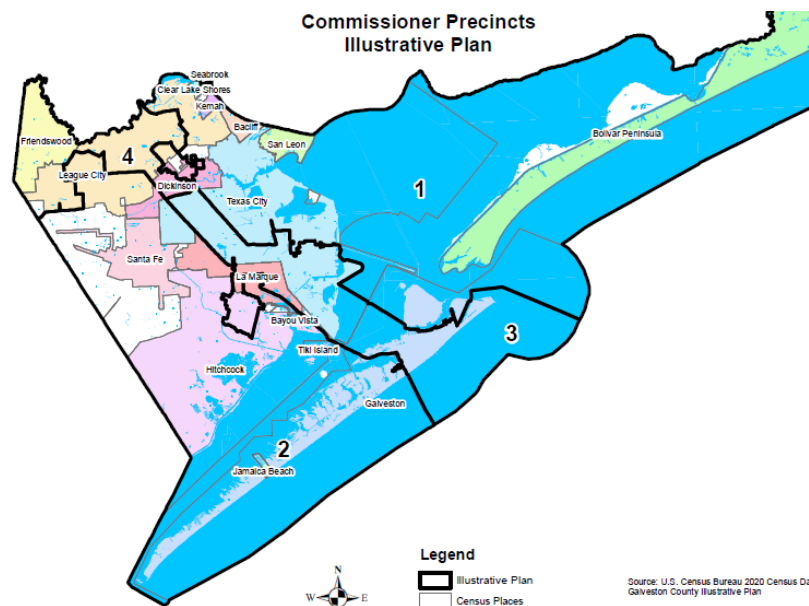 Commissioner Precincts
Illustrative Plan
Seabrook
Clear Lake Shores
Kemah
Bacliff
Friendswood
San Leon
Bolivar Peninsula
4
League City
Dickinson
1
Texas City
Santa Fe
La Marque
Bayou Vista
Tiki Island
3
Hitchcock
Galveston
2
Jamaica Beach
N
W E
Legend
Illustrative Plan
Census Places
Source: U.S. Census Bureau 2020 Census Da
Galveston County Illustrative Plan